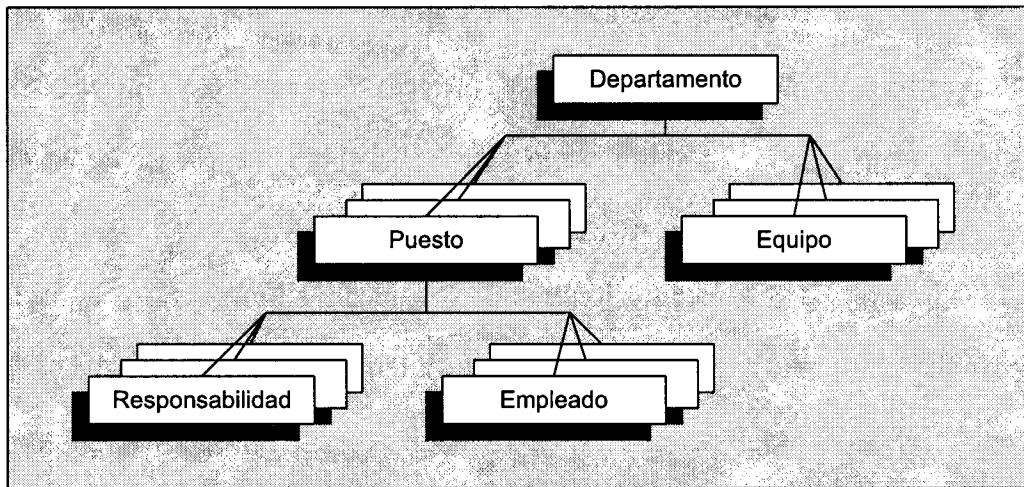 Departamento
Puesto
Equipo
Responsabilidad
Empleado